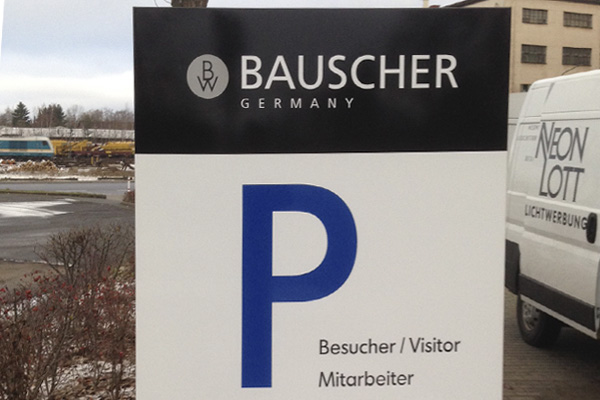 BW
BAUSCHER
GERMANY
P
Besucher / Visitor
Mitarbeiter
NEON
LOTT
LICHTWERBUNG